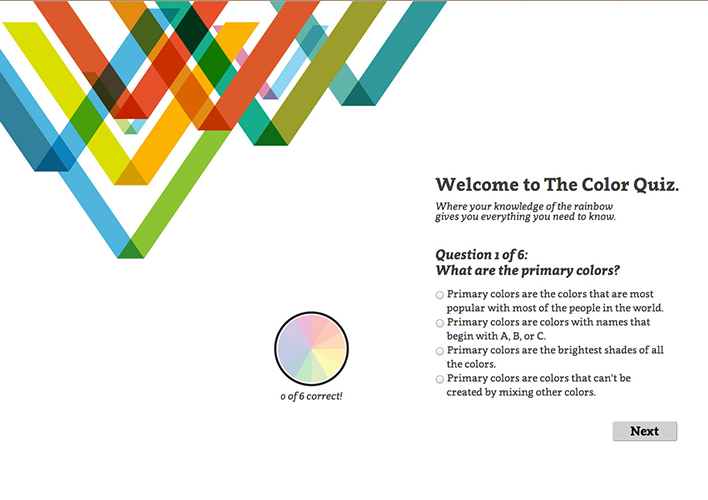 Welcome to The Color Quiz.
Where your knowledge of the rainbow
gives you everything you need to know.
Question 1 of 6:
What are the primary colors?
Primary colors are the colors that are most
popular with most of the people in the world.
Primary colors are colors with names that
begin with A, B, or C.
Primary colors are the brightest shades of all
the colors.
Primary colors are colors that can't be
created by mixing other colors.
0 of 6 correct!
Next